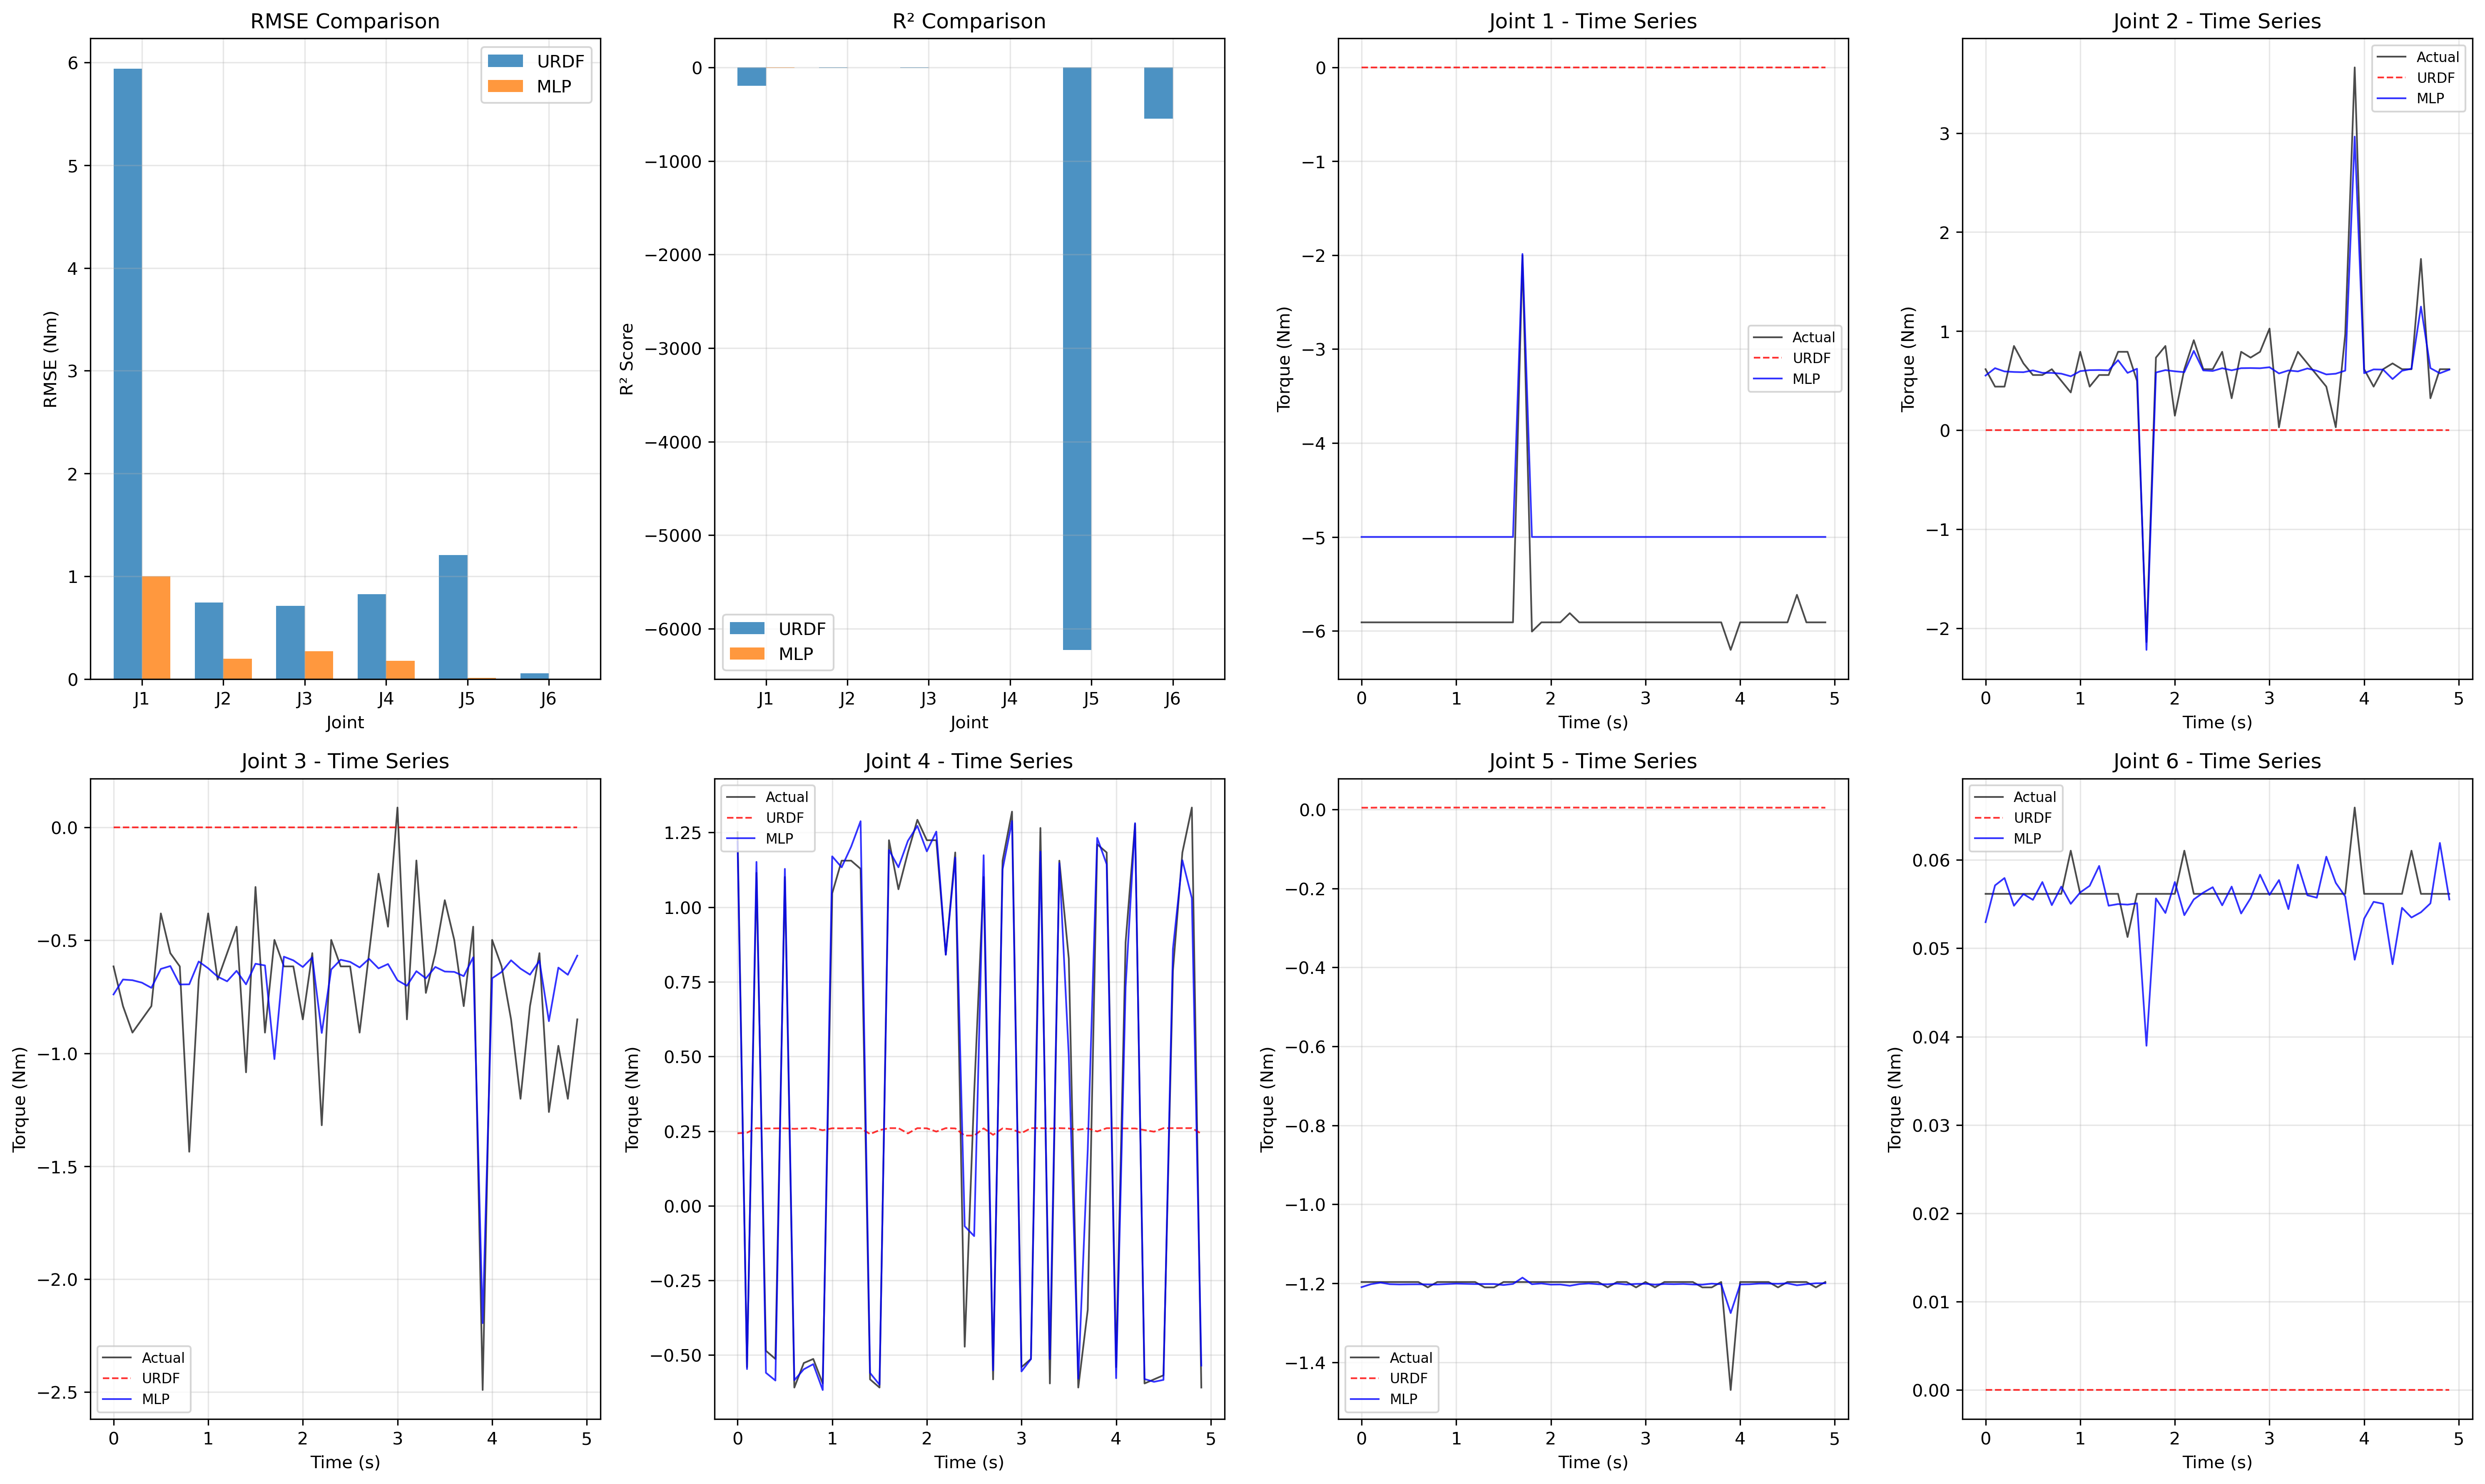 RMSE Comparison
RMSE (Nm)
6
5
4
3
2
1
0
URDF
MLP
J1 J2 J3 J4 J5 J6
Joint
R² Comparison
R² Score
0
−1000
−2000
−3000
−4000
−5000
−6000
URDF
MLP
J1 J2 J3 J4 J5 J6
Joint
Joint 1 - Time Series
Torque (Nm)
0
−1
−2
−3
−4
−5
−6
Actual
URDF
MLP
0 1 2 3 4 5
Time (s)
Joint 2 - Time Series
Torque (Nm)
3
2
1
0
−1
−2
Actual
URDF
MLP
0 1 2 3 4 5
Time (s)
Joint 3 - Time Series
Torque (Nm)
0.0
−0.5
−1.0
−1.5
−2.0
−2.5
Actual
URDF
MLP
0 1 2 3 4 5
Time (s)
Joint 4 - Time Series
Torque (Nm)
1.25
1.00
0.75
0.50
0.25
0.00
−0.25
−0.50
Actual
URDF
MLP
0 1 2 3 4 5
Time (s)
Joint 5 - Time Series
Torque (Nm)
0.0
−0.2
−0.4
−0.6
−0.8
−1.0
−1.2
−1.4
Actual
URDF
MLP
0 1 2 3 4 5
Time (s)
Joint 6 - Time Series
Torque (Nm)
0.06
0.05
0.04
0.03
0.02
0.01
0.00
Actual
URDF
MLP
0 1 2 3 4 5
Time (s)